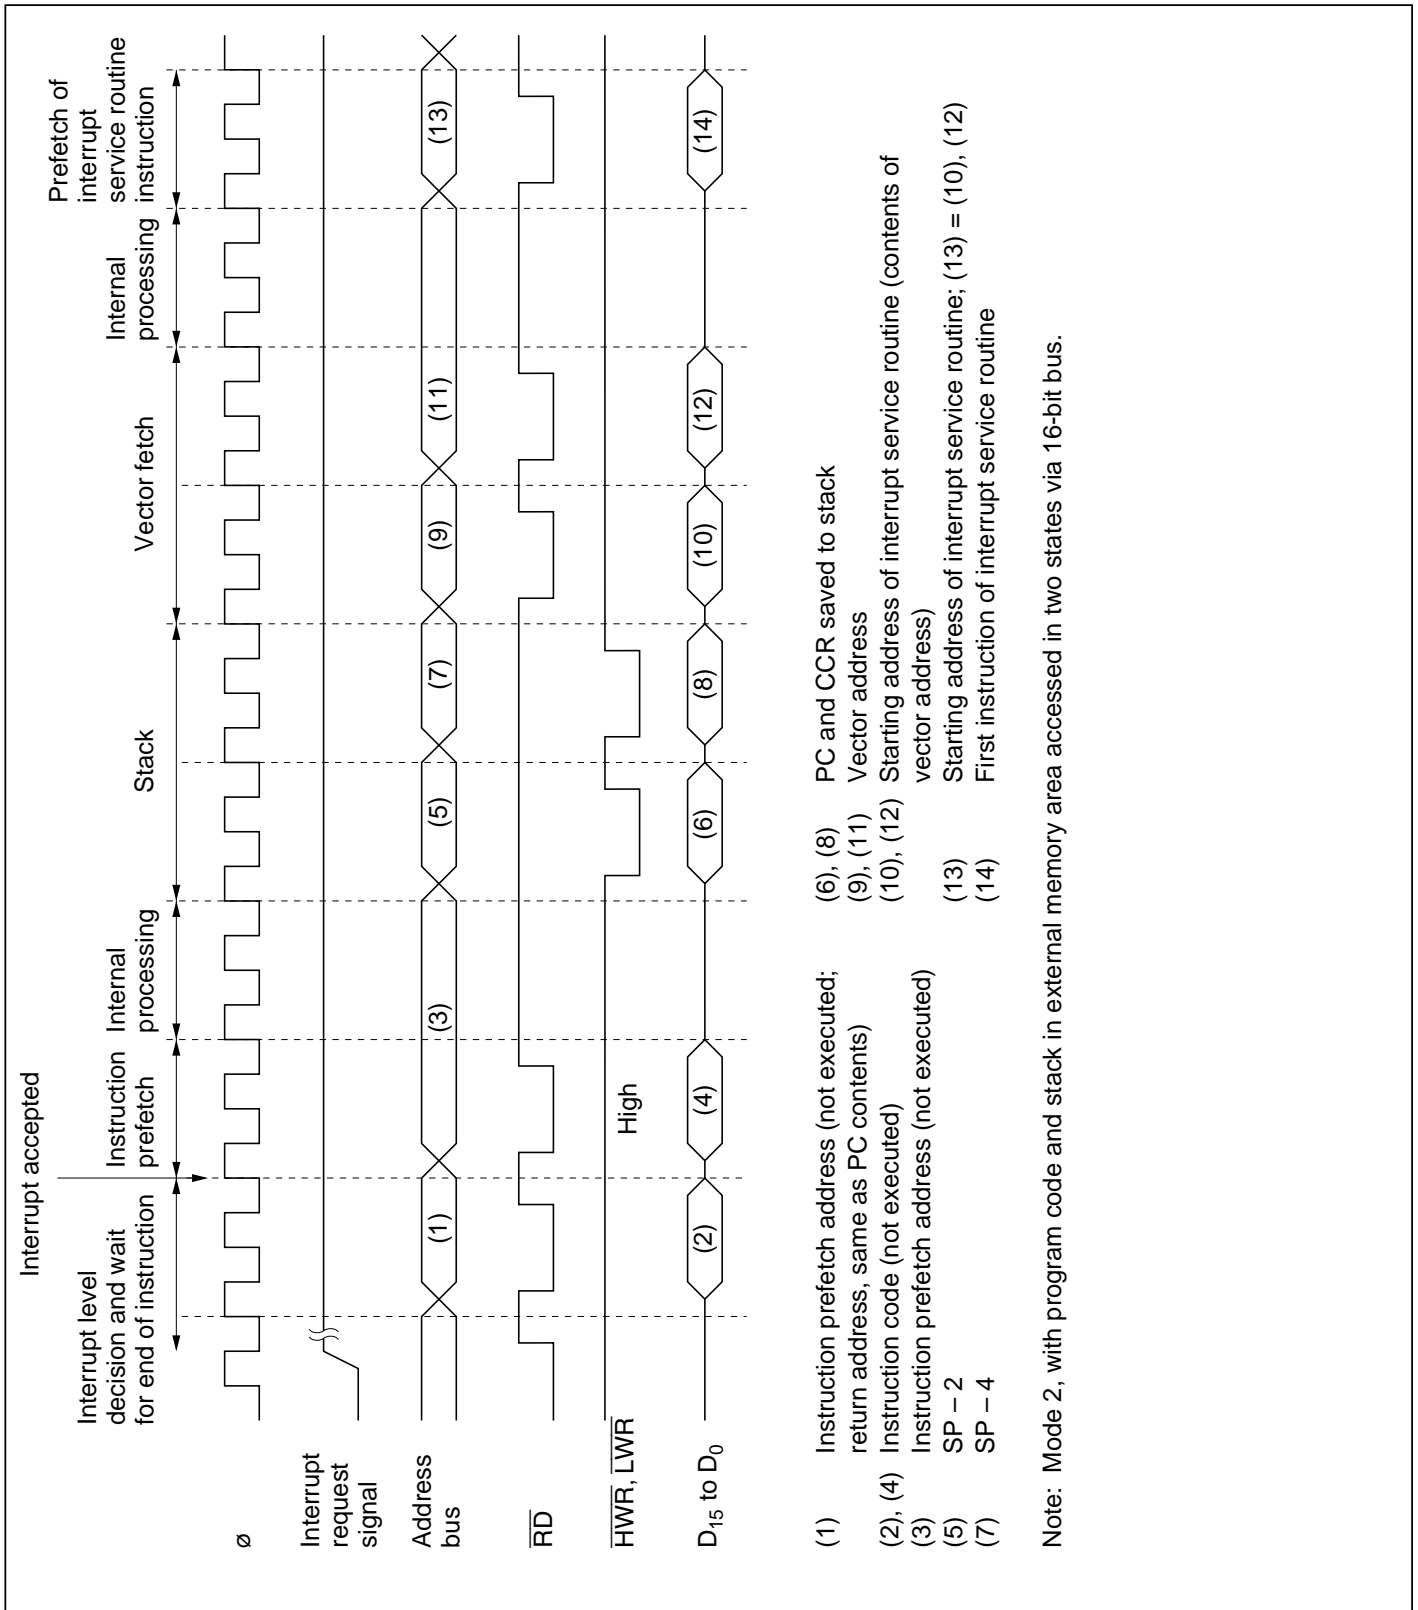 Interrupt accepted
Interrupt level
decision and wait
for end of instruction
Instruction
prefetch
Internal
processing
Stack
Vector fetch
Internal
processing
Prefetch of
interrupt
service routine
instruction
ø
Interrupt
request
signal
Address
bus
(1)
(3)
(5)
(7)
(9)
(11)
(13)
RD
HWR, LWR
High
D15 to D0
(2)
(4)
(6)
(8)
(10)
(12)
(14)
(1) Instruction prefetch address (not executed;
return address, same as PC contents)
(2), (4) Instruction code (not executed)
(3) Instruction prefetch address (not executed)
(5) SP – 2
(7) SP – 4
(6), (8) PC and CCR saved to stack
(9), (11) Vector address
(10), (12) Starting address of interrupt service routine (contents of
vector address)
(13) Starting address of interrupt service routine; (13) = (10), (12)
(14) First instruction of interrupt service routine
Note: Mode 2, with program code and stack in external memory area accessed in two states via 16-bit bus.